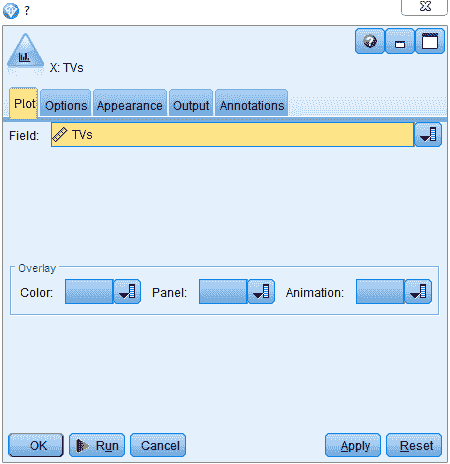 ?
X: TVs
Plot Options Appearance Output Annotations
Field: TVs
Overlay
Color: Panel: Animation:
OK Run Cancel Apply Reset